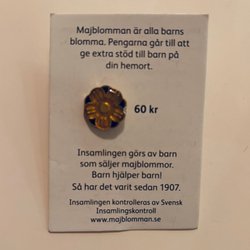 Majblomman är alla barns
blomma. Pengarna går till att
ge extra stöd till barn på
din hemort.
60 kr
Insamlingen görs av barn
som säljer majblommor.
Barn hjälper barn!
Så har det varit sedan 1907.
Insamlingen kontrolleras av Svensk
Insamlingskontroll
www.majblomman.se